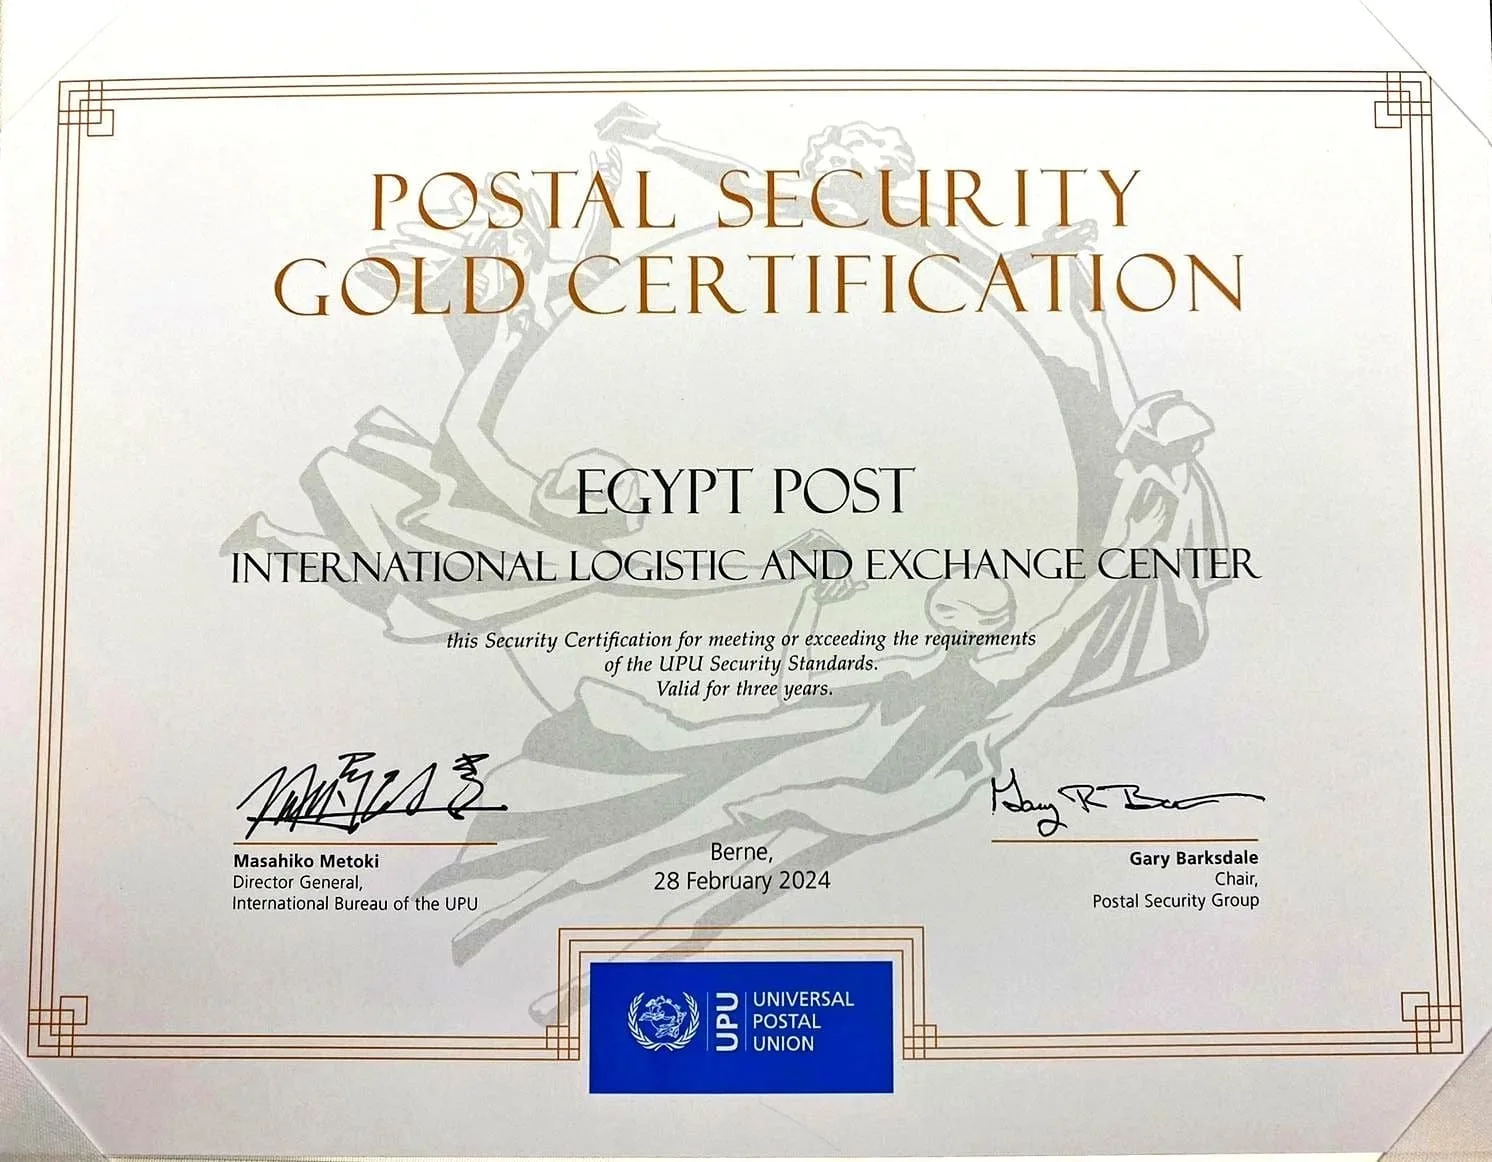 POSTAL SECURITY
GOLD CERTIFICATION
EGYPT POST
INTERNATIONAL LOGISTIC AND EXCHANGE CENTER
this Security Certification for meeting or exceeding the requirements
of the UPU Security Standards.
Valid for three years.
Masahiko Metoki
Director General,
International Bureau of the UPU
Berne,
28 February 2024
Gary R Ba
Gary Barksdale
Chair,
Postal Security Group
UPU
UNIVERSAL
POSTAL
UNION